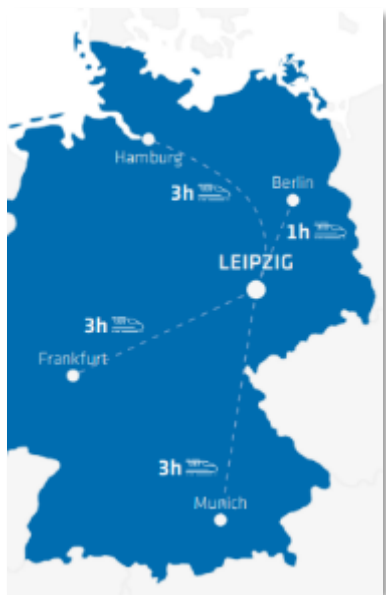 Hamburg
3h
Berlin
1h
LEIPZIG
3h
Frankfurt
3h
Munich